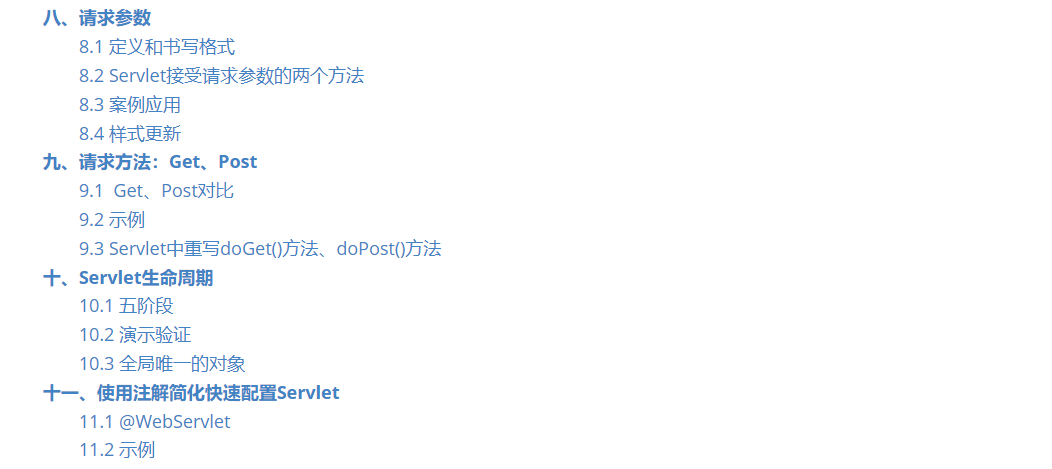 八、请求参数
8.1 定义和书写格式
8.2 Servlet接受请求参数的两个方法
8.3 案例应用
8.4 样式更新
九、请求方法：Get、Post
9.1  Get、Post对比
9.2 示例
9.3 Servlet中重写doGet()方法、doPost()方法
十、Servlet生命周期
10.1 五阶段
10.2 演示验证
10.3 全局唯一的对象
十一、使用注解简化快速配置Servlet
11.1 @WebServlet
11.2 示例